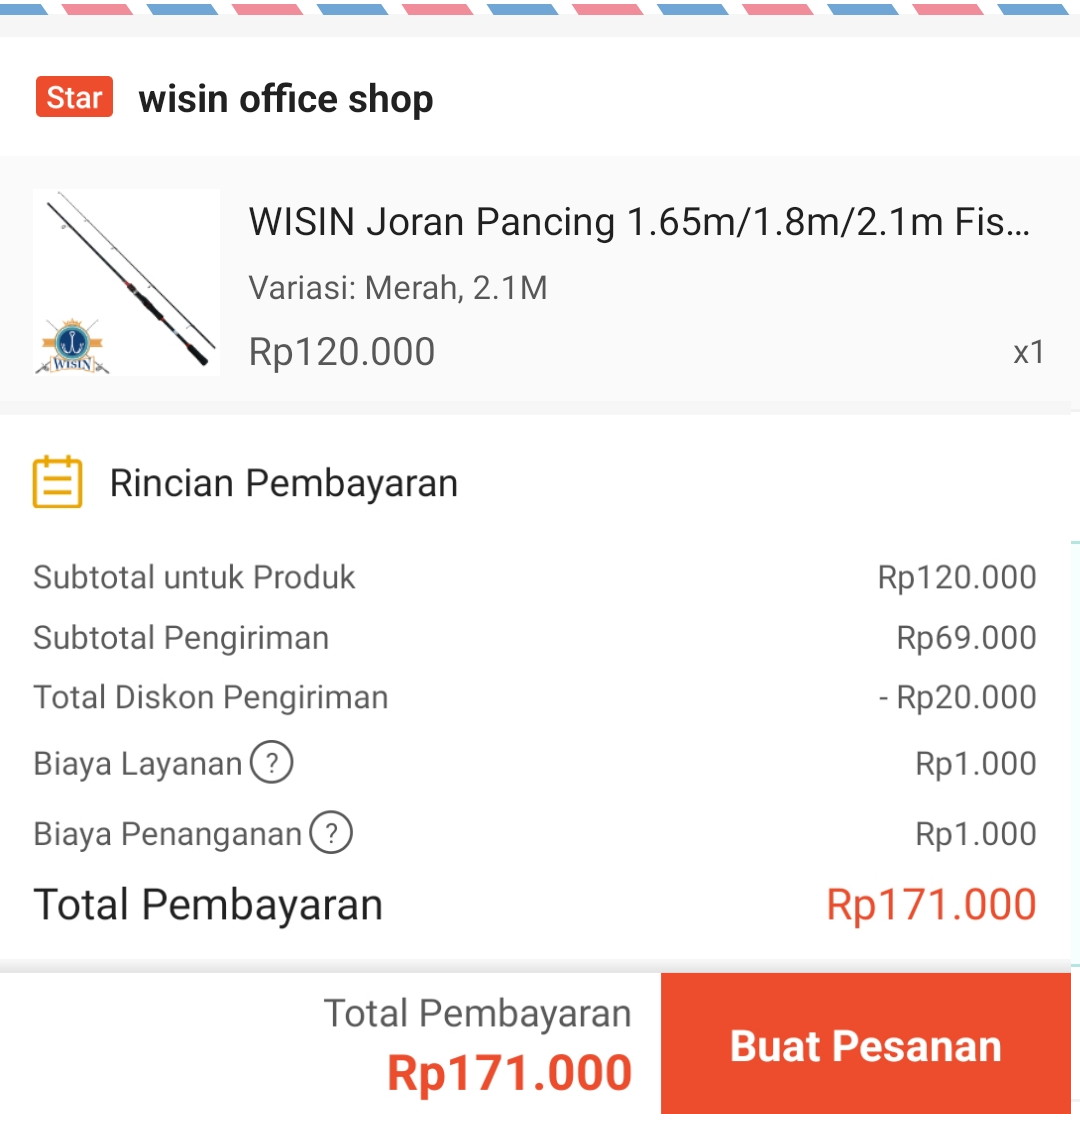 Star wisin office shop
WISIN Joran Pancing 1.65m/1.8m/2.1m Fis...
Variasi: Merah, 2.1M
Rp120.000 x1
WISIN
Rincian Pembayaran
Subtotal untuk Produk Rp120.000
Subtotal Pengiriman Rp69.000
Total Diskon Pengiriman - Rp20.000
Biaya Layanan ? Rp1.000
Biaya Penanganan ? Rp1.000
Total Pembayaran Rp171.000
Total Pembayaran
Rp171.000
Buat Pesanan